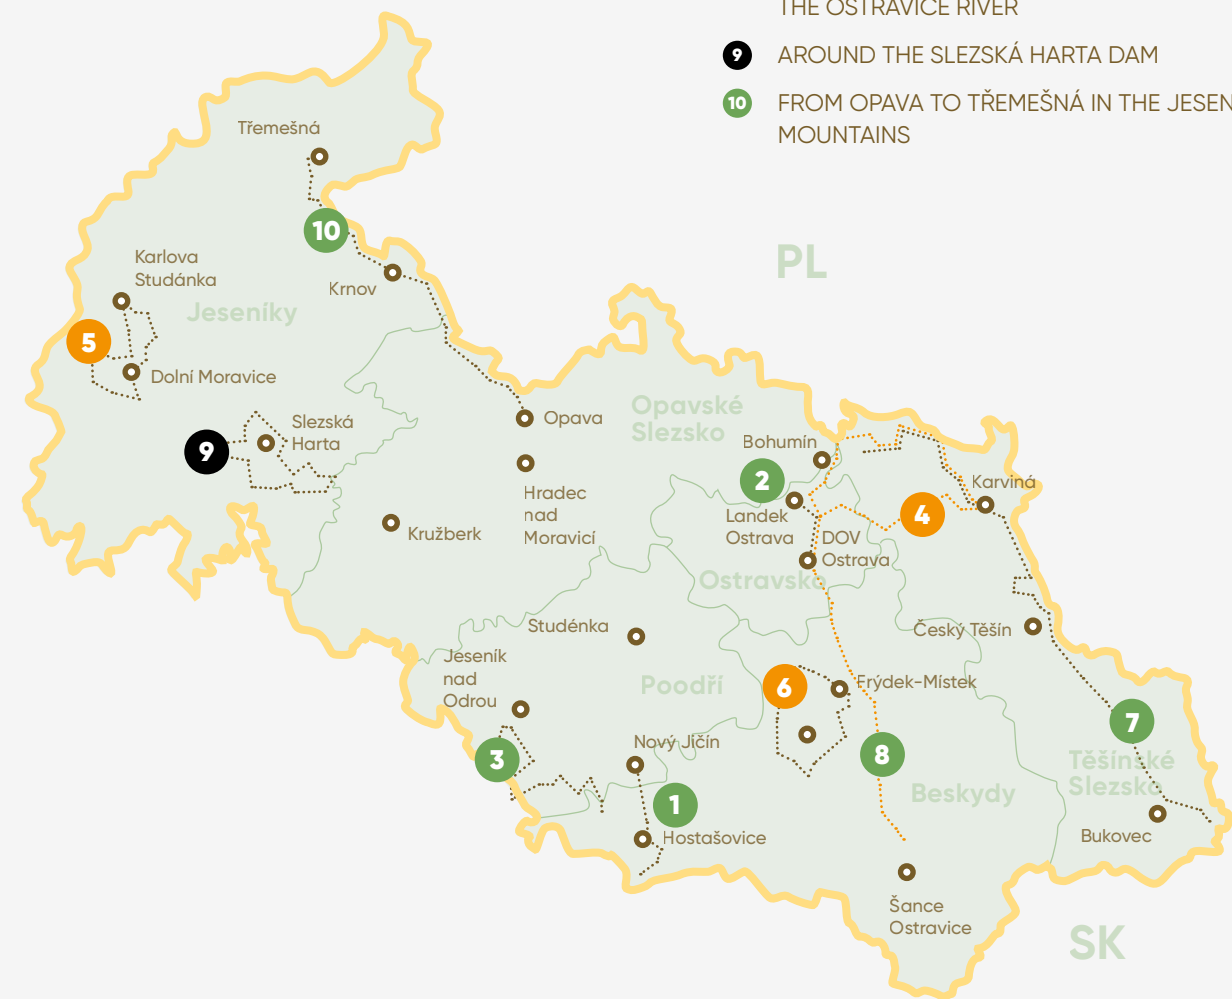 THE OSTRAVICE RIVER
9 AROUND THE SLEZSKÁ HARTA DAM
10 FROM OPAVA TO TŘEMEŠNÁ IN THE JESEN
MOUNTAINS
Třemešná
10
PL
Karlova
Studánka
Krnov
Jeseníky
5
Dolní Moravice
Slezská
Harta
9
Opava
Opavské
Slezsko
Bohumín
2
Karviná
Hradec
nad
Moravicí
Landek
Ostrava
4
Kružberk
DOV
Ostrava
Ostravsko
Studénka
Český Těšín
Jeseník
nad
Odrou
Poodří
6
Frýdek-Místek
7
Nový Jičín
3
8
Těšínské
Slezsko
1
Beskydy
Hostašovice
Bukovec
Šance
Ostravice
SK